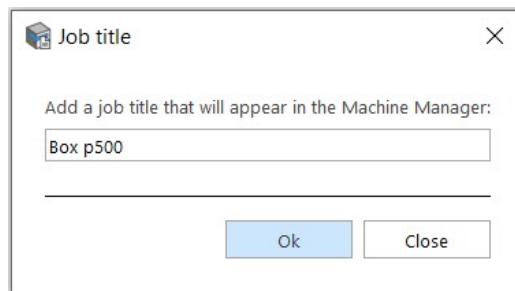 Job title
Add a job title that will appear in the Machine Manager:
Box p500
Ok
Close